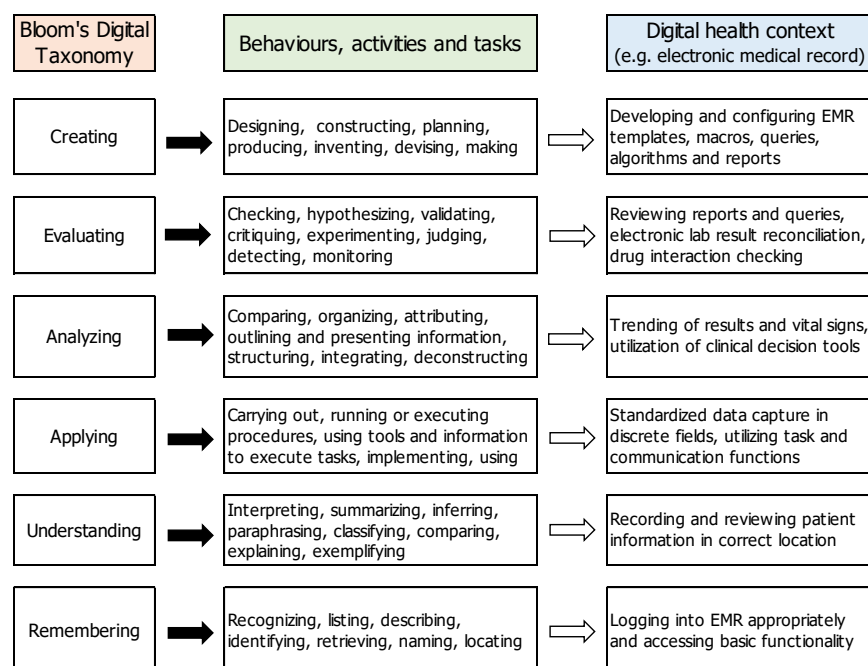 Bloom's Digital
Taxonomy
Behaviours, activities and tasks
Digital health context
(e.g. electronic medical record)
Creating
Designing, constructing, planning,
producing, inventing, devising, making
Developing and configuring EMR
templates, macros, queries,
algorithms and reports
Evaluating
Checking, hypothesizing, validating,
critiquing, experimenting, judging,
detecting, monitoring
Reviewing reports and queries,
electronic lab result reconciliation,
drug interaction checking
Analyzing
Comparing, organizing, attributing,
outlining and presenting information,
structuring, integrating, deconstructing
Trending of results and vital signs,
utilization of clinical decision tools
Applying
Carrying out, running or executing
procedures, using tools and information
to execute tasks, implementing, using
Standardized data capture in
discrete fields, utilizing task and
communication functions
Understanding
Interpreting, summarizing, inferring,
paraphrasing, classifying, comparing,
explaining, exemplifying
Recording and reviewing patient
information in correct location
Remembering
Recognizing, listing, describing,
identifying, retrieving, naming, locating
Logging into EMR appropriately
and accessing basic functionality